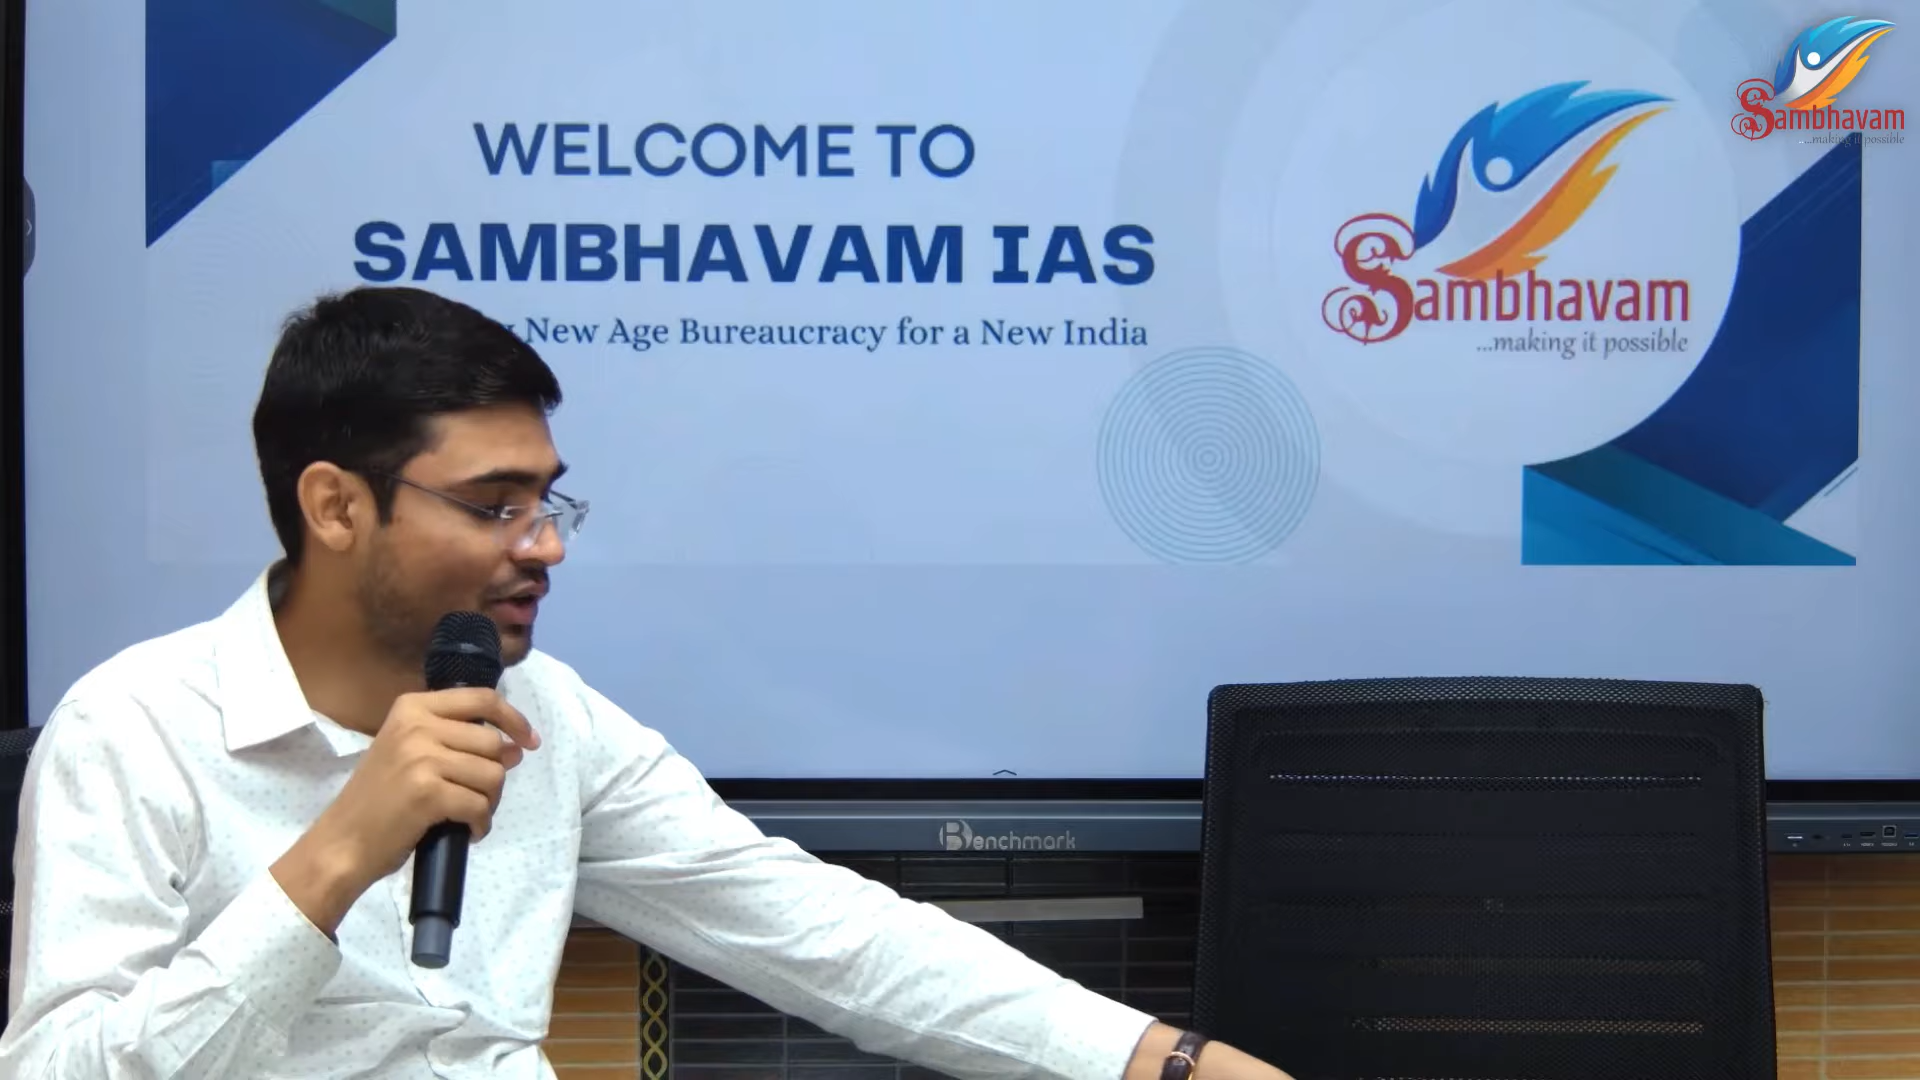 WELCOME TO
SAMBHAVAM IAS
New Age Bureaucracy for a New India
Sambhavam
...making it possible
Sambhavam
...making it possible
Benchmark